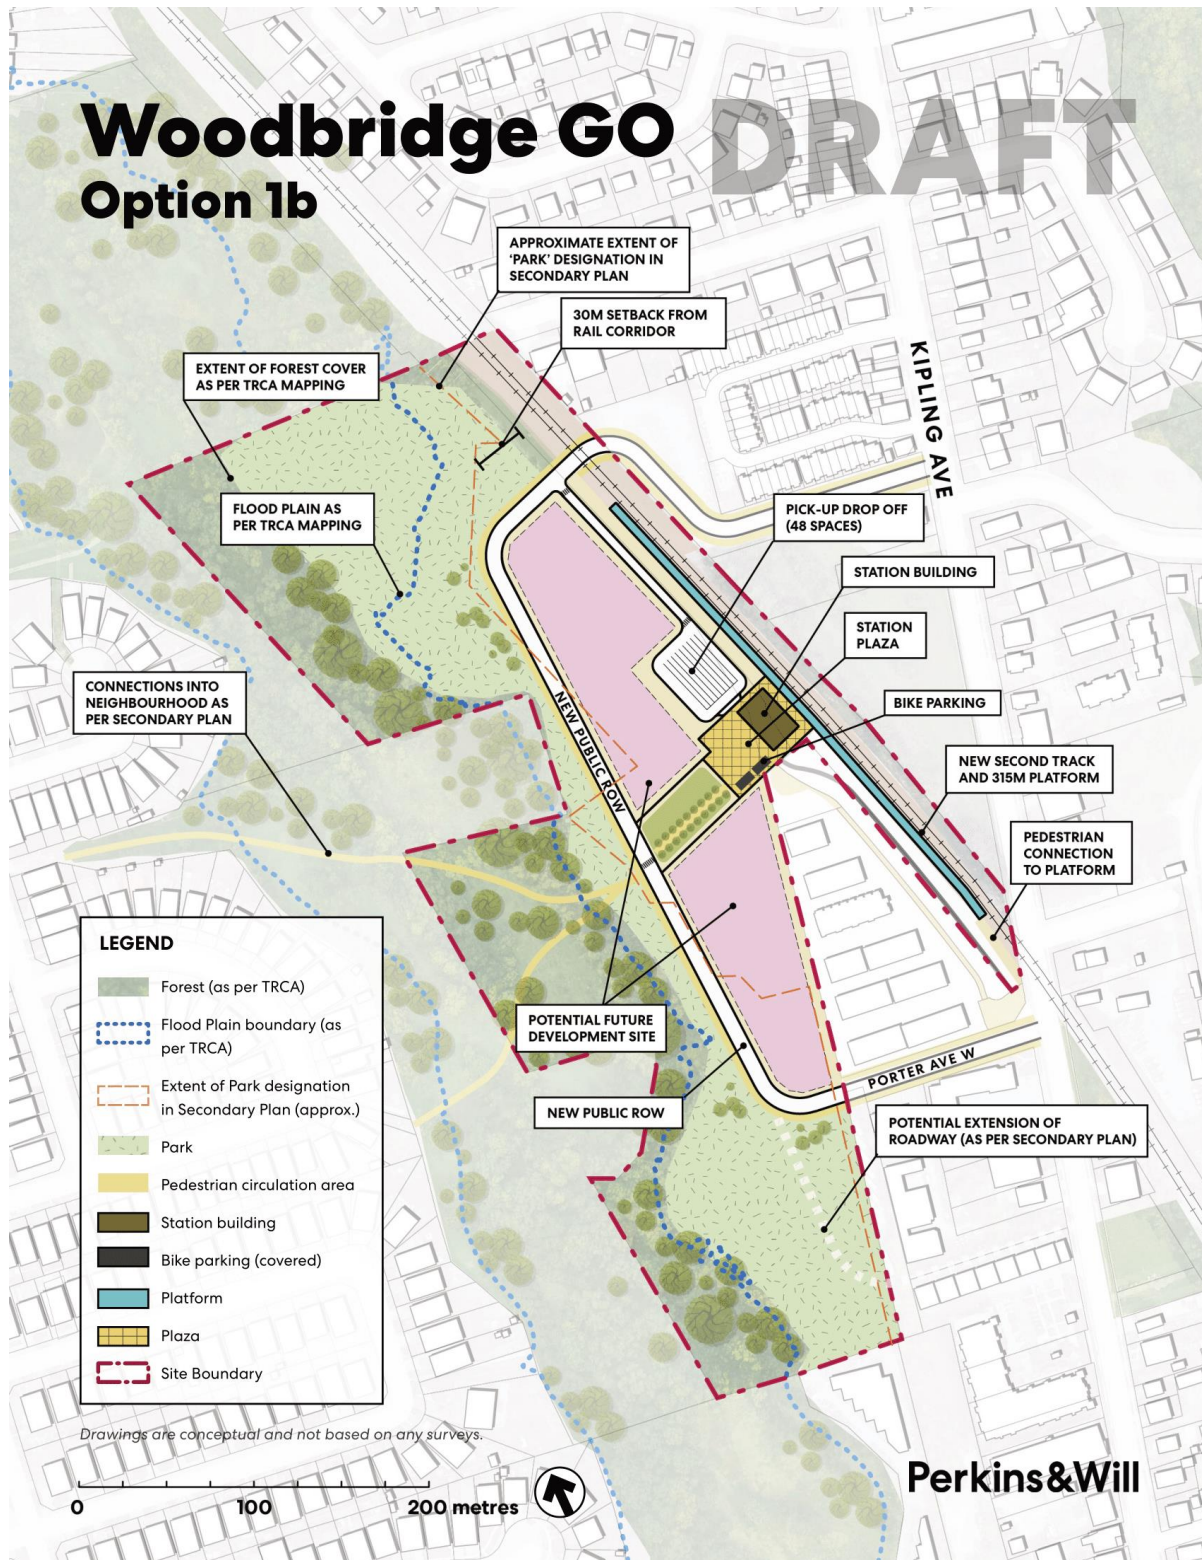 Woodbridge GO
DRAFT
Option 1b
APPROXIMATE EXTENT OF
'PARK' DESIGNATION IN
SECONDARY PLAN
30M SETBACK FROM
RAIL CORRIDOR
EXTENT OF FOREST COVER
AS PER TRCA MAPPING
KIPLING AVE
FLOOD PLAIN AS
PER TRCA MAPPING
PICK-UP DROP OFF
(48 SPACES)
STATION BUILDING
STATION
PLAZA
CONNECTIONS INTO
NEIGHBOURHOOD AS
PER SECONDARY PLAN
BIKE PARKING
NEW PUBLIC ROW
NEW SECOND TRACK
AND 315M PLATFORM
PEDESTRIAN
CONNECTION
TO PLATFORM
POTENTIAL FUTURE
DEVELOPMENT SITE
PORTER AVE W
NEW PUBLIC ROW
POTENTIAL EXTENSION OF
ROADWAY (AS PER SECONDARY PLAN)
LEGEND
Forest (as per TRCA)
Flood Plain boundary (as
per TRCA)
Extent of Park designation
in Secondary Plan (approx.)
Park
Pedestrian circulation area
Station building
Bike parking (covered)
Platform
Plaza
Site Boundary
Drawings are conceptual and not based on any surveys.
0 100 200 metres
Perkins&Will